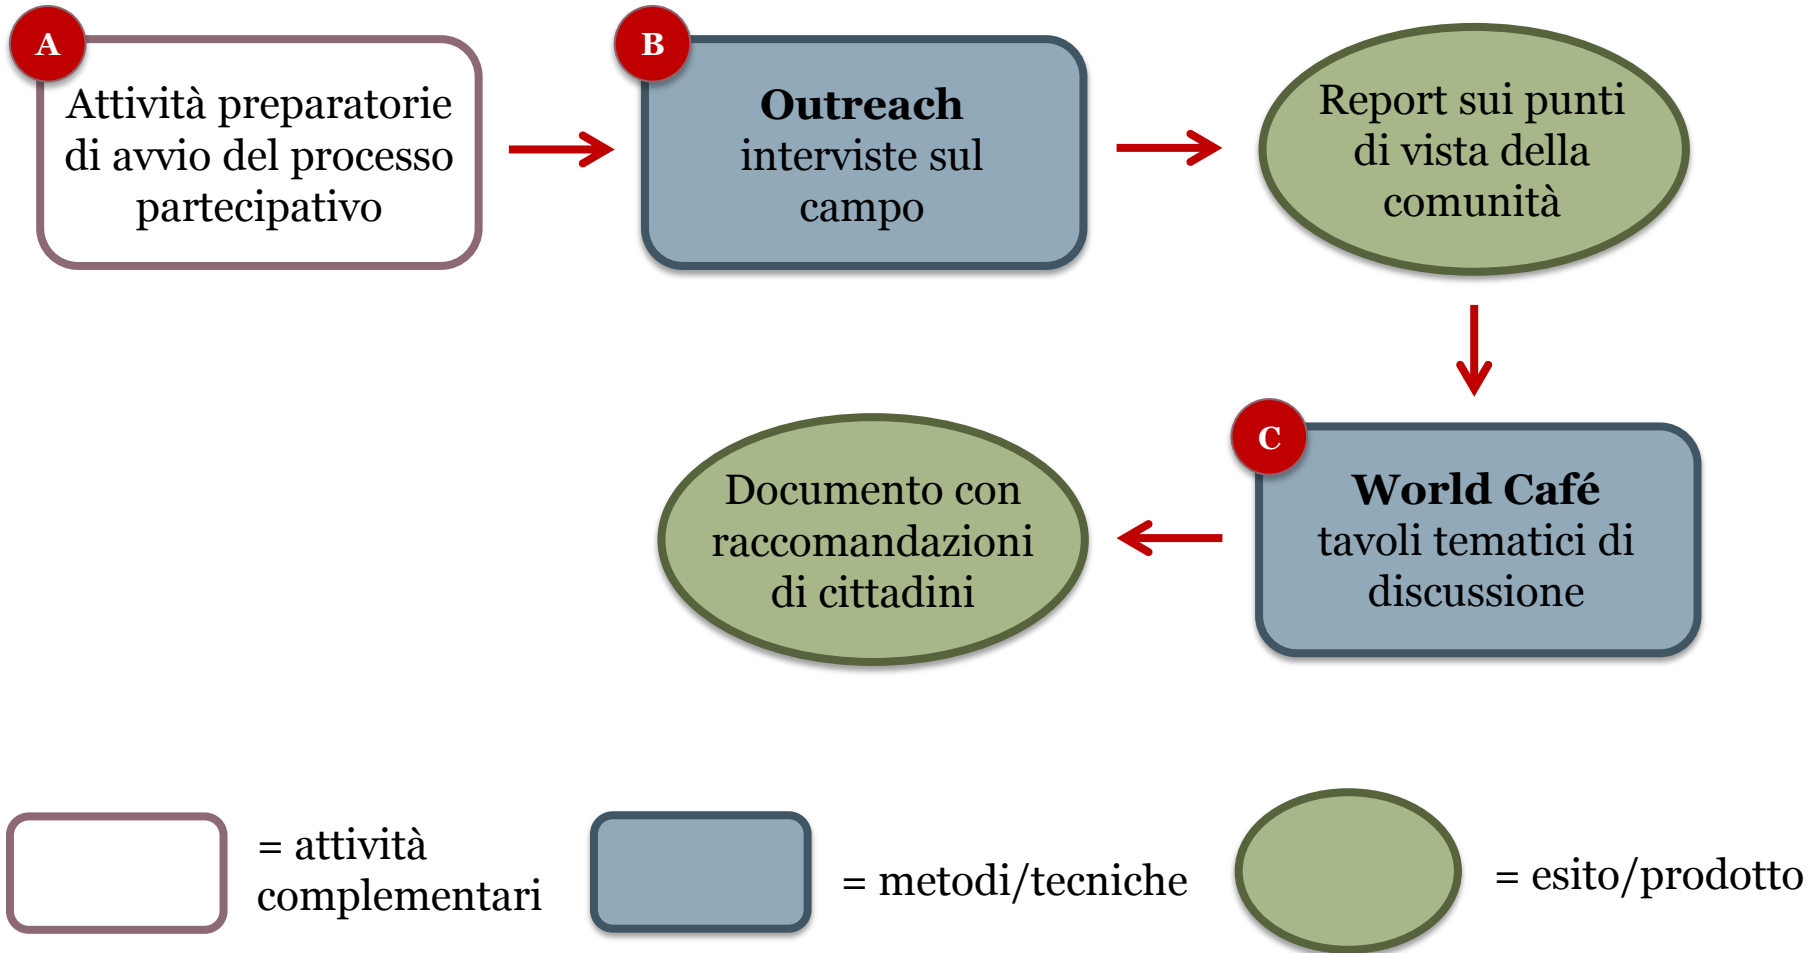 A
Attività preparatorie
di avvio del processo
partecipativo
B
Outreach
interviste sul
campo
Report sui punti
di vista della
comunità
C
World Café
tavoli tematici di
discussione
Documento con
raccomandazioni
di cittadini
= attività
complementari
= metodi/tecniche
= esito/prodotto